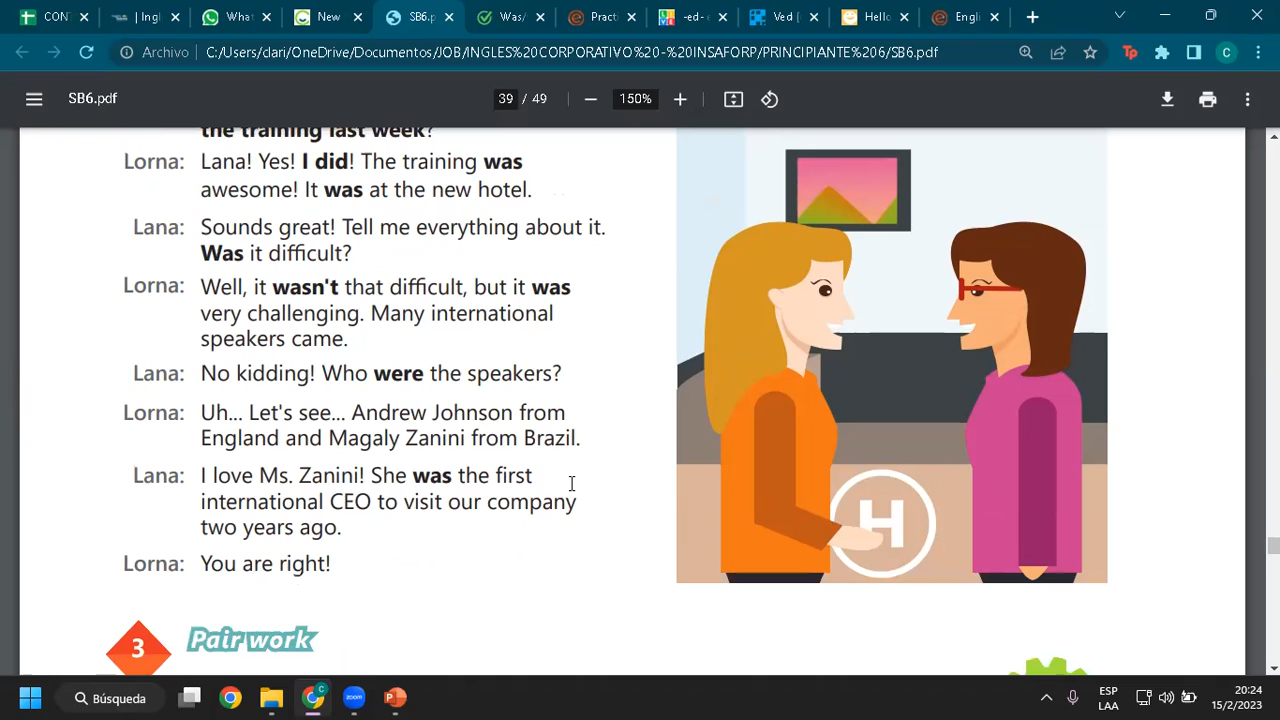 CONT
| Ingl
What
New
SB6.p
Was/
Practi
-ed- e
Ved [
Hello
Engli
Archivo
C:/Users/clari/OneDrive/Documentos/JOB/INGLES%20CORPORATIVO%20-%20INSAFORP/PRINCIPIANTE%206/SB6.pdf
SB6.pdf
39 / 49
150%
the training last week?
Lorna: Lana! Yes! I did! The training was
awesome! It was at the new hotel.
Lana: Sounds great! Tell me everything about it.
Was it difficult?
Lorna: Well, it wasn't that difficult, but it was
very challenging. Many international
speakers came.
Lana: No kidding! Who were the speakers?
Lorna: Uh... Let's see... Andrew Johnson from
England and Magaly Zanini from Brazil.
Lana: I love Ms. Zanini! She was the first
international CEO to visit our company
two years ago.
Lorna: You are right!
H
3 Pair work
Búsqueda
zoom
ESP
LAA
20:24
15/2/2023